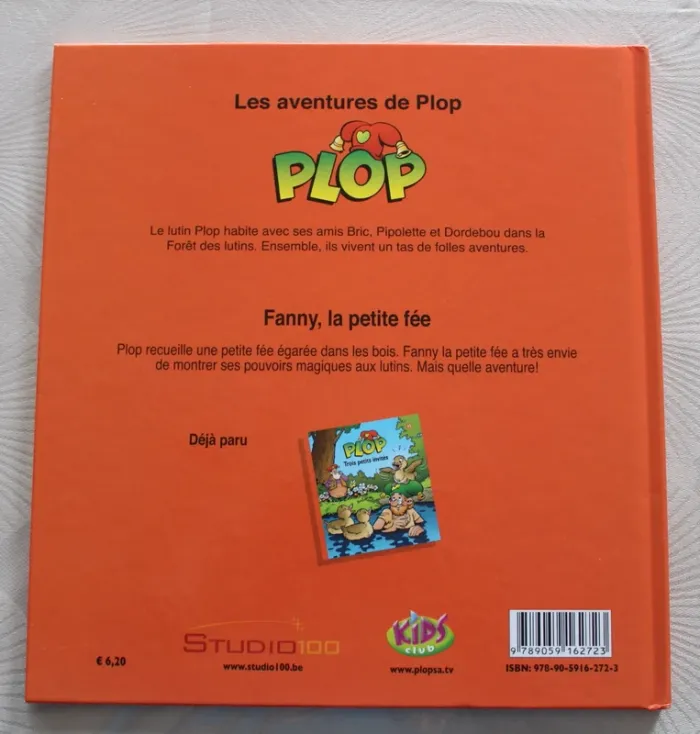 Les aventures de Plop
PLOP
Le lutin Plop habite avec ses amis Bric, Pipolette et Dordebou dans la
Forêt des lutins. Ensemble, ils vivent un tas de folles aventures.
Fanny, la petite fée
Plop recueille une petite fée égarée dans les bois. Fanny la petite fée a très envie
de montrer ses pouvoirs magiques aux lutins. Mais quelle aventure!
Déjà paru
PLOP
Trois petits invités
€ 6,20
STUDIO100
www.studio100.be
KIDS
club
www.plopsa.tv
9 789059 162723
ISBN: 978-90-5916-272-3